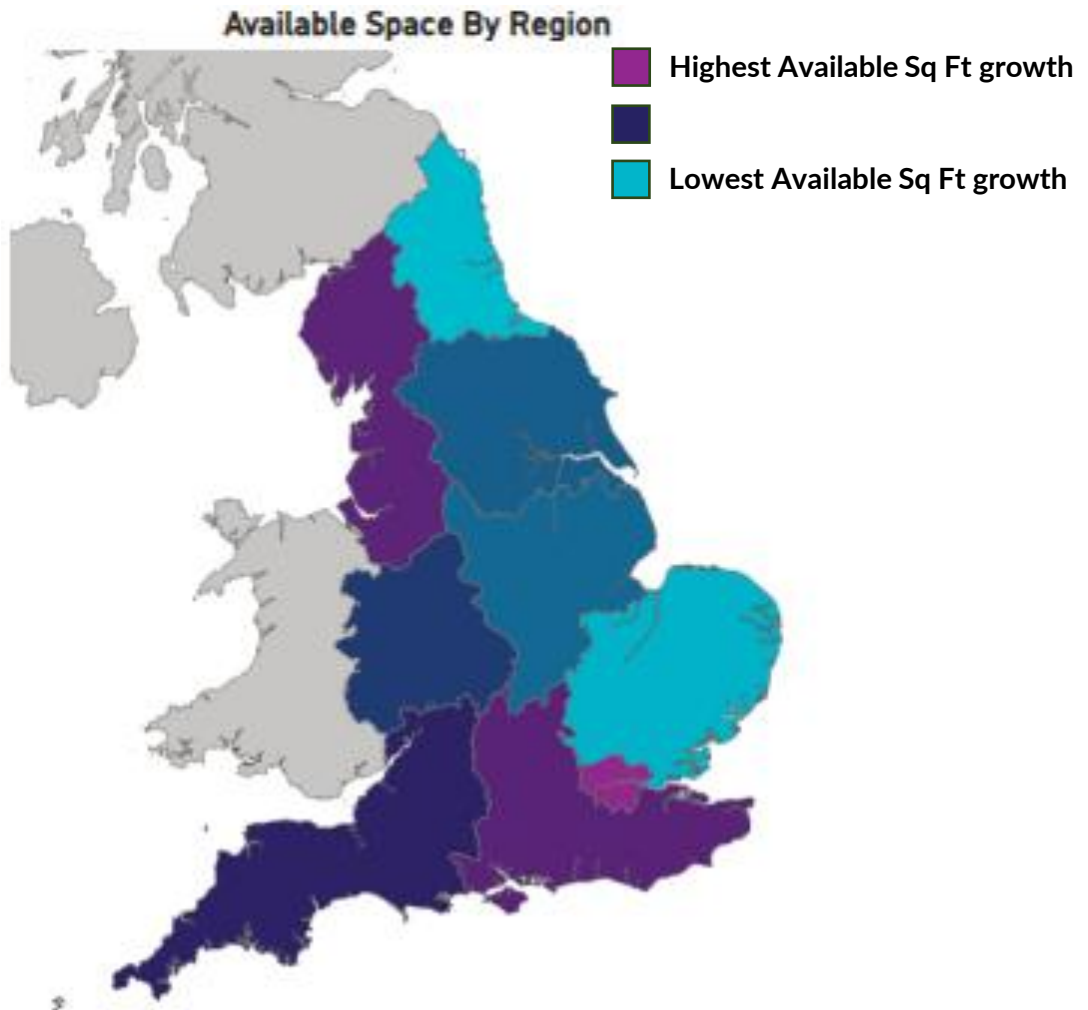 Available Space By Region
Highest Available Sq Ft growth
Lowest Available Sq Ft growth